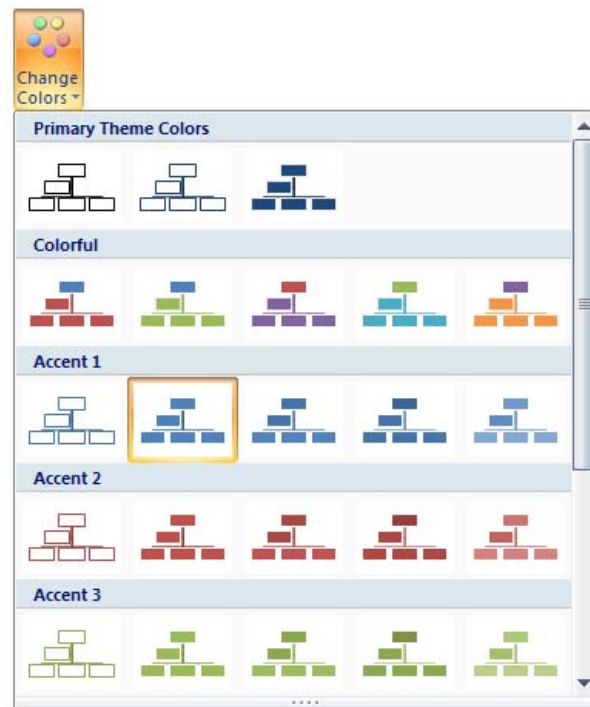 Change
Colors
Primary Theme Colors
Colorful
Accent 1
Accent 2
Accent 3